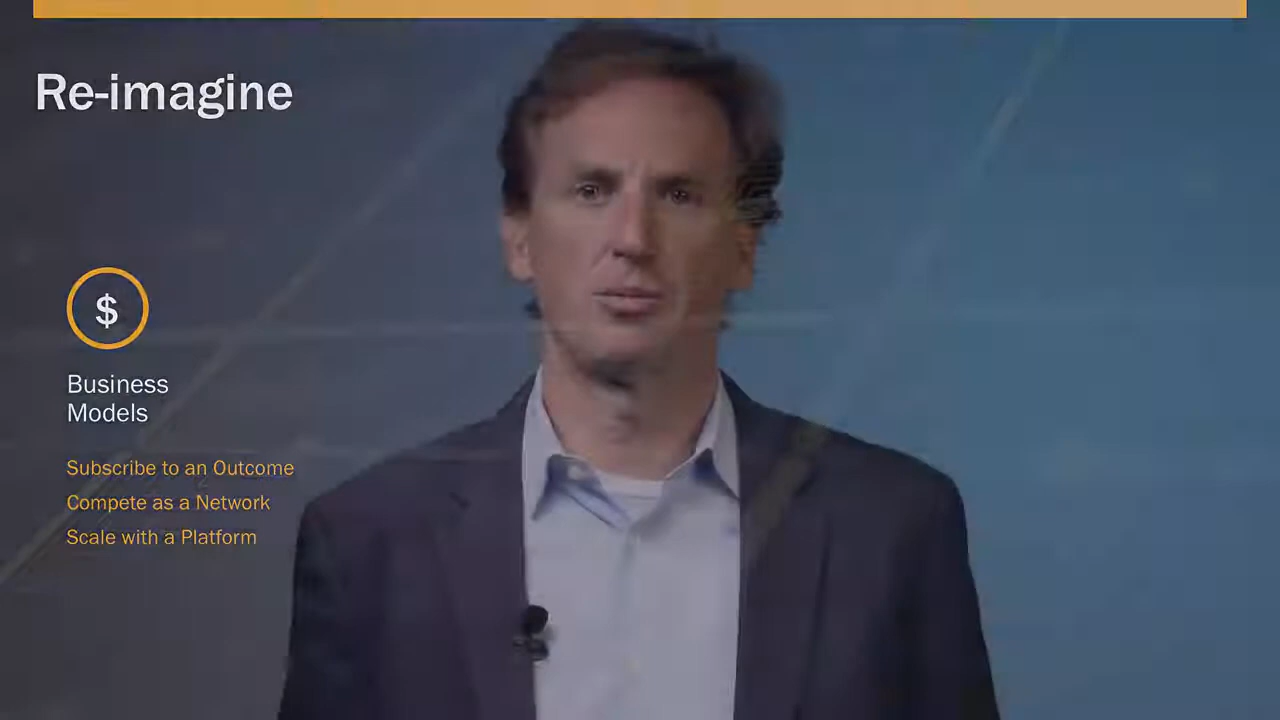 Re-imagine
$
Business
Models
Subscribe to an Outcome
Compete as a Network
Scale with a Platform